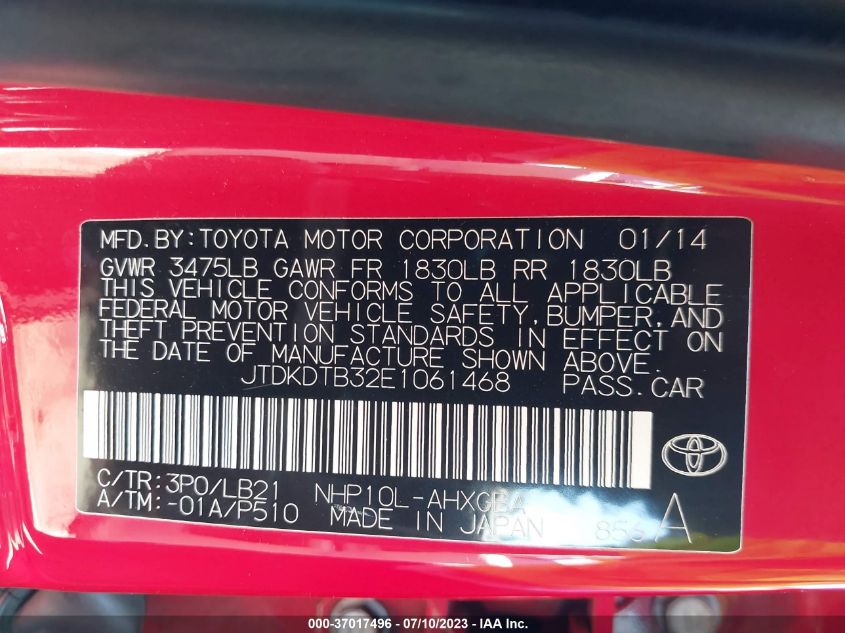 MFD.BY:TOYOTA MOTOR CORPORATION 01/14
GVWR 3475LB GAWR FR 1830LB RR 1830LB
THIS VEHICLE CONFORMS TO ALL APPLICABLE
FEDERAL MOTOR VEHICLE SAFETY,BUMPER,AND
THEFT PREVENTION STANDARDS IN EFFECT ON
THE DATE OF MANUFACTURE SHOWN ABOVE.
JTDKDTB32E1061468 PASS.CAR
C/TR:3P0/LB21 NHP10L-AHXGBA
A/TM:-01A/P510 MADE IN JAPAN 856 A
000-37017496 - 07/10/2023 - IAA Inc.